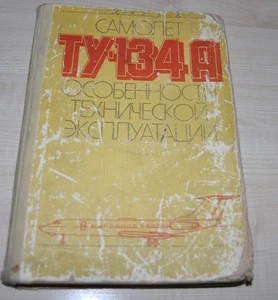 САМОЛЕТ
ТУ-134А
ОСОБЕННОСТИ
ТЕХНИЧЕСКОЙ
ЭКСПЛУАТАЦИИ